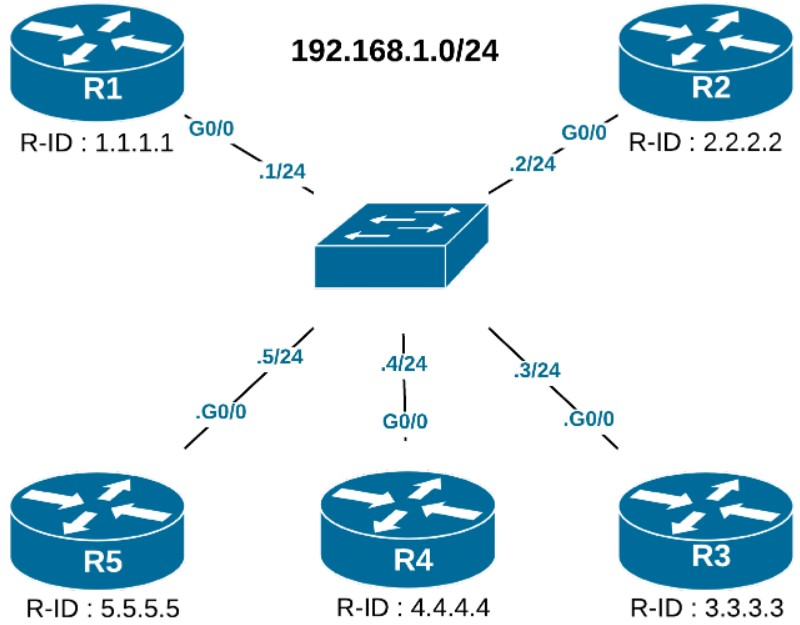 192.168.1.0/24
R1
R-ID : 1.1.1.1
G0/0
.1/24
R2
R-ID : 2.2.2.2
G0/0
.2/24
.5/24
.G0/0
.4/24
G0/0
.3/24
.G0/0
R5
R-ID : 5.5.5.5
R4
R-ID : 4.4.4.4
R3
R-ID : 3.3.3.3